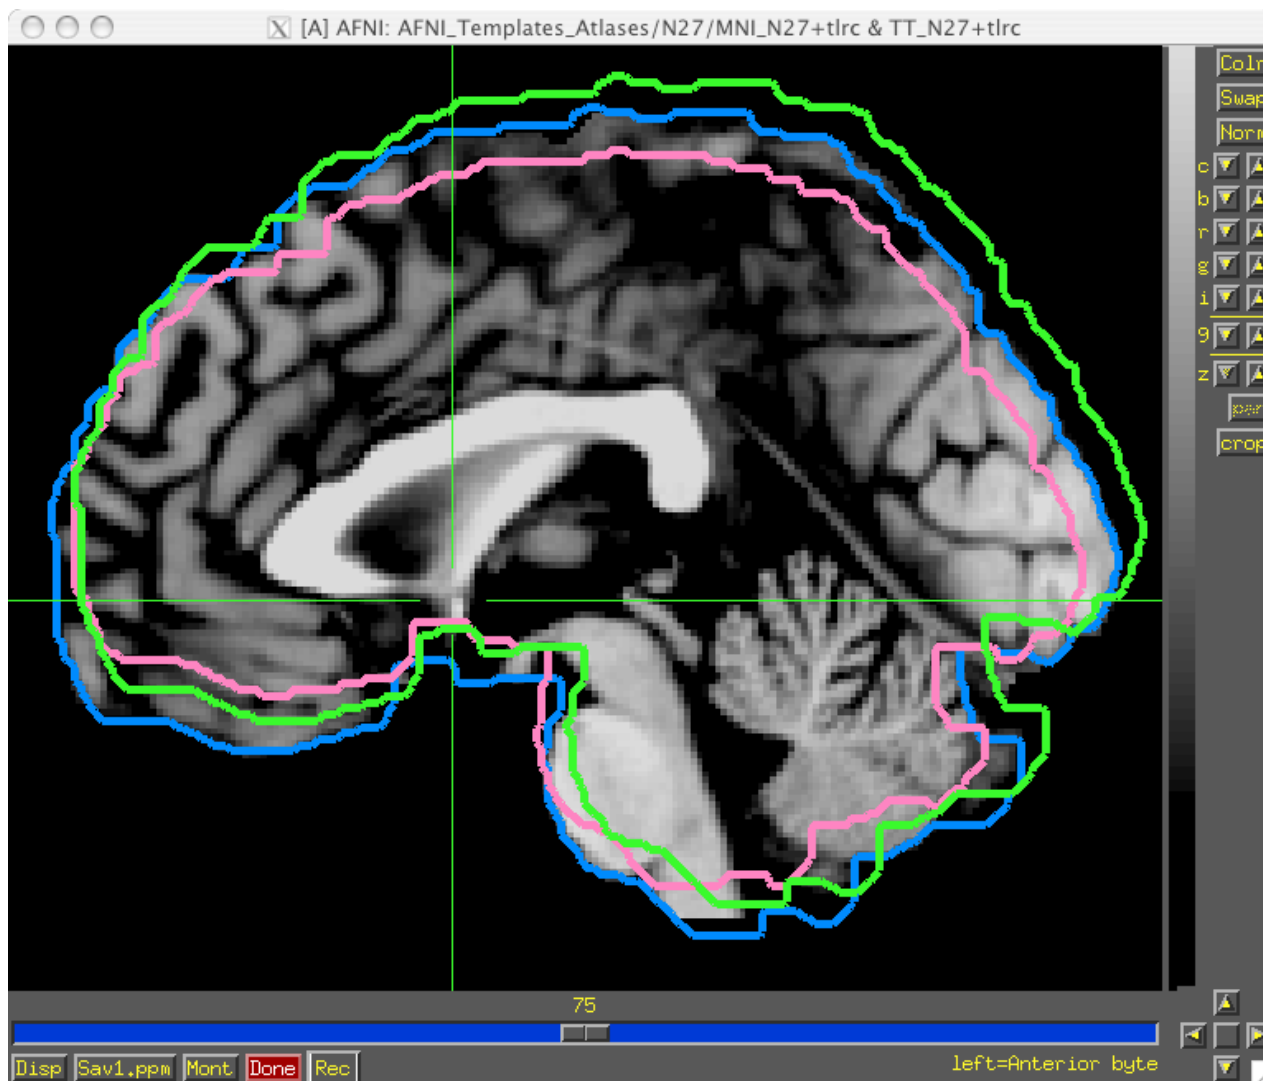 [A] AFNI: AFNI_Templates_Atlases/N27/MNI_N27+tlrc & TT_N27+tlrc
Colr
Swap
Norm
c
b
r
g
i
9
z
pan
crop
75
Disp Sav1.ppm Mont Done Rec
left=Anterior byte